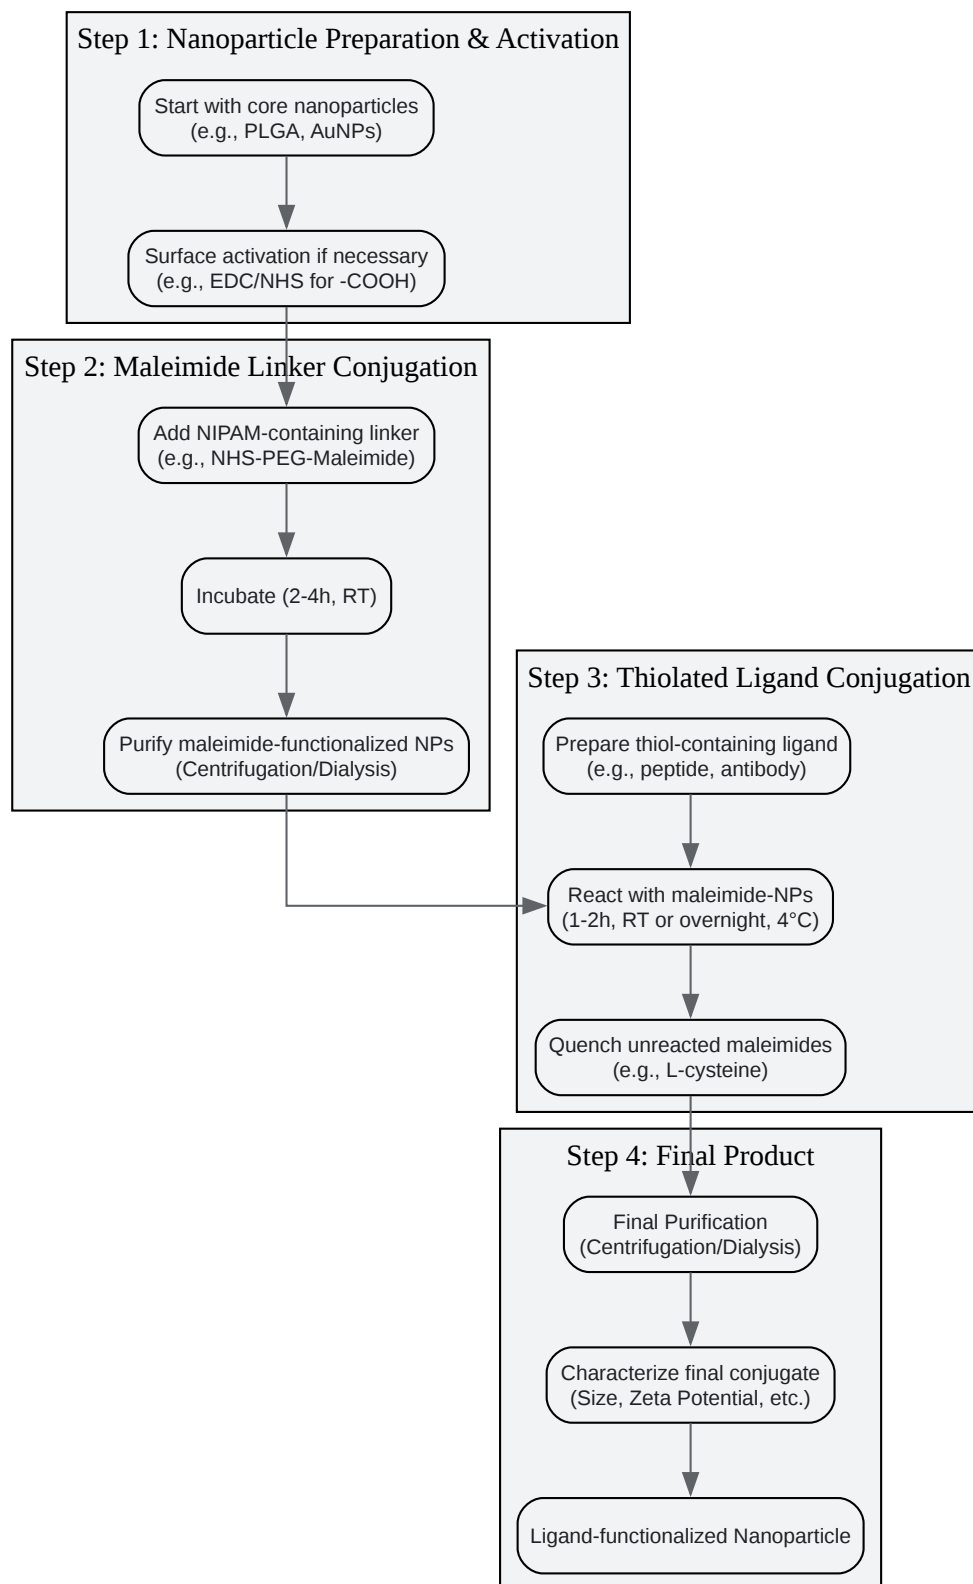 Step 1: Nanoparticle Preparation & Activation
Start with core nanoparticles
(e.g., PLGA, AuNPs)
Surface activation if necessary
(e.g., EDC/NHS for -COOH)
Step 2: Maleimide Linker Conjugation
Add NIPAM-containing linker
(e.g., NHS-PEG-Maleimide)
Incubate (2-4h, RT)
Purify maleimide-functionalized NPs
(Centrifugation/Dialysis)
Step 3: Thiolated Ligand Conjugation
Prepare thiol-containing ligand
(e.g., peptide, antibody)
React with maleimide-NPs
(1-2h, RT or overnight, 4°C)
Quench unreacted maleimides
(e.g., L-cysteine)
Step 4: Final Product
Final Purification
(Centrifugation/Dialysis)
Characterize final conjugate
(Size, Zeta Potential, etc.)
Ligand-functionalized Nanoparticle